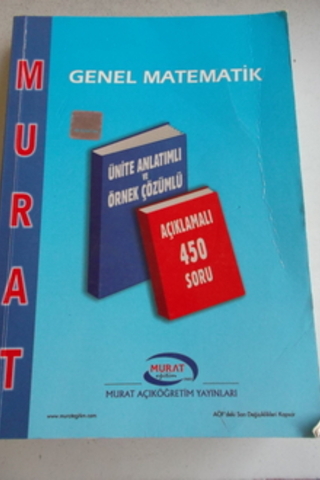 GENEL MATEMATİK
MURAT
ÜNİTE ANLATIMLI
ve
ÖRNEK ÇÖZÜMLÜ
AÇIKLAMALI
450
SORU
MURAT
MURAT AÇIKÖĞRETİM YAYINLARI
www.murategitim.com
AÖF'deki Son Değişiklikleri Kapsar